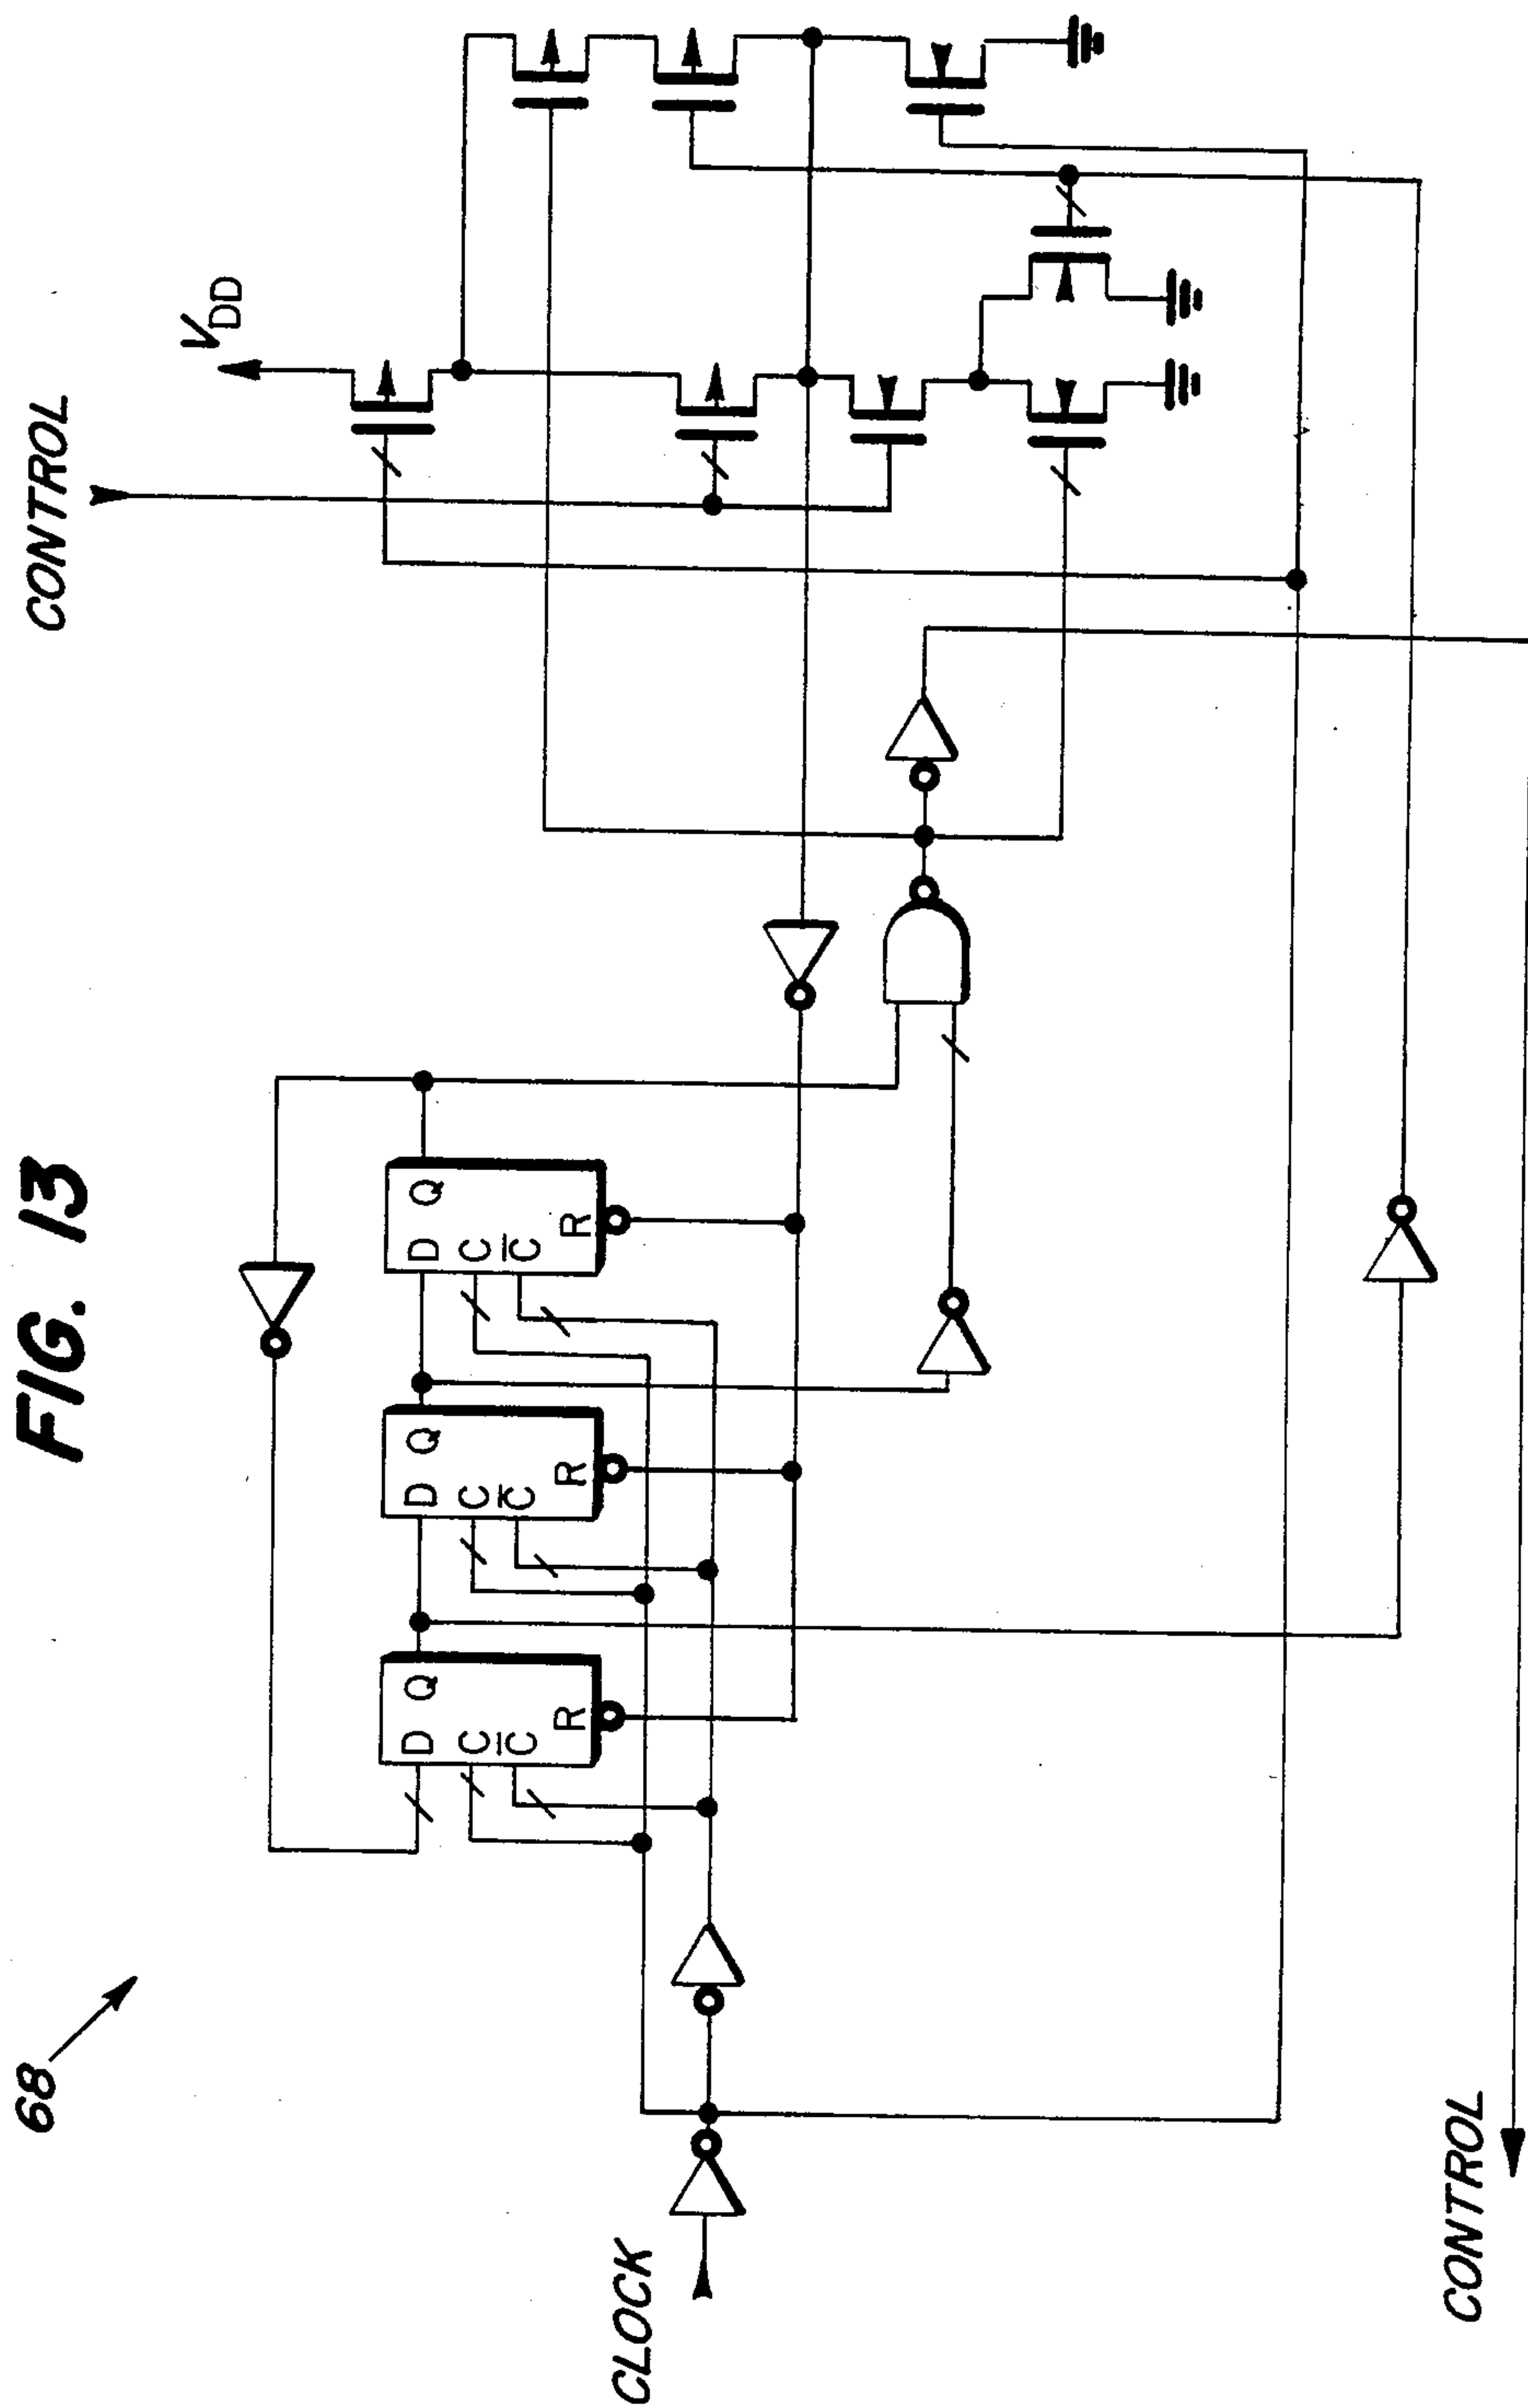 FIG. 13
68
CLOCK
CONTROL
CONTROL
VDD
D Q
C
C̅
R
D Q
C
C̅
R
D Q
C
C̅
R